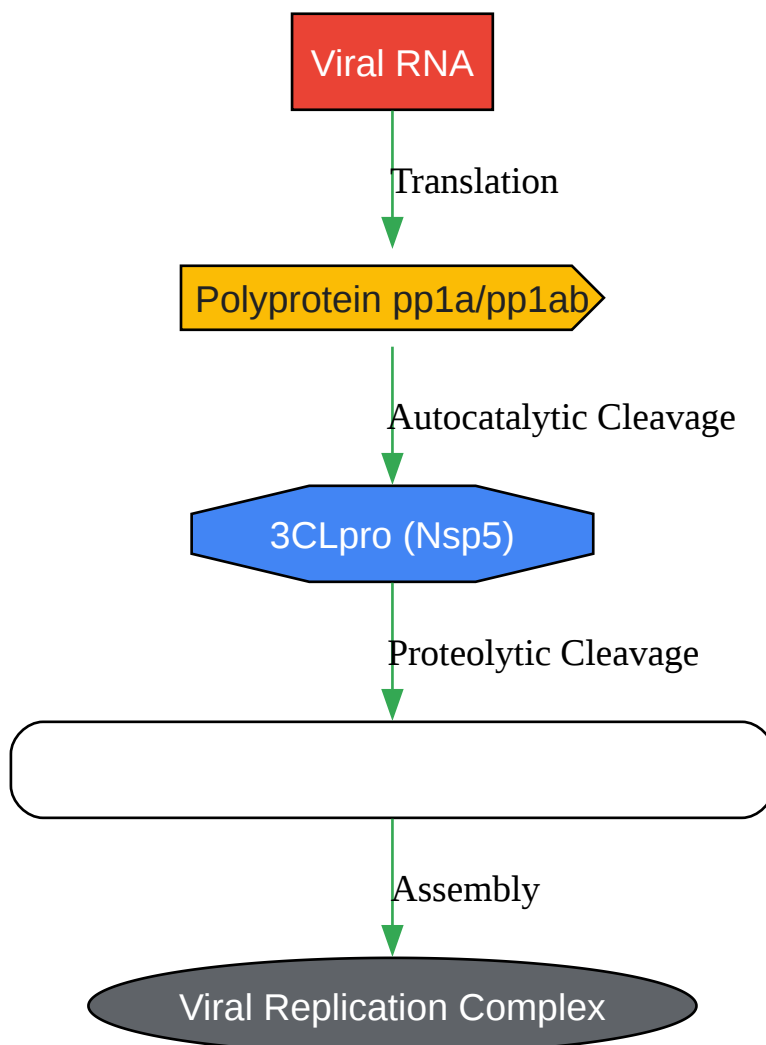 Viral RNA
Translation
Polyprotein pp1a/pp1ab
Autocatalytic Cleavage
3CLpro (Nsp5)
Proteolytic Cleavage
Assembly
Viral Replication Complex